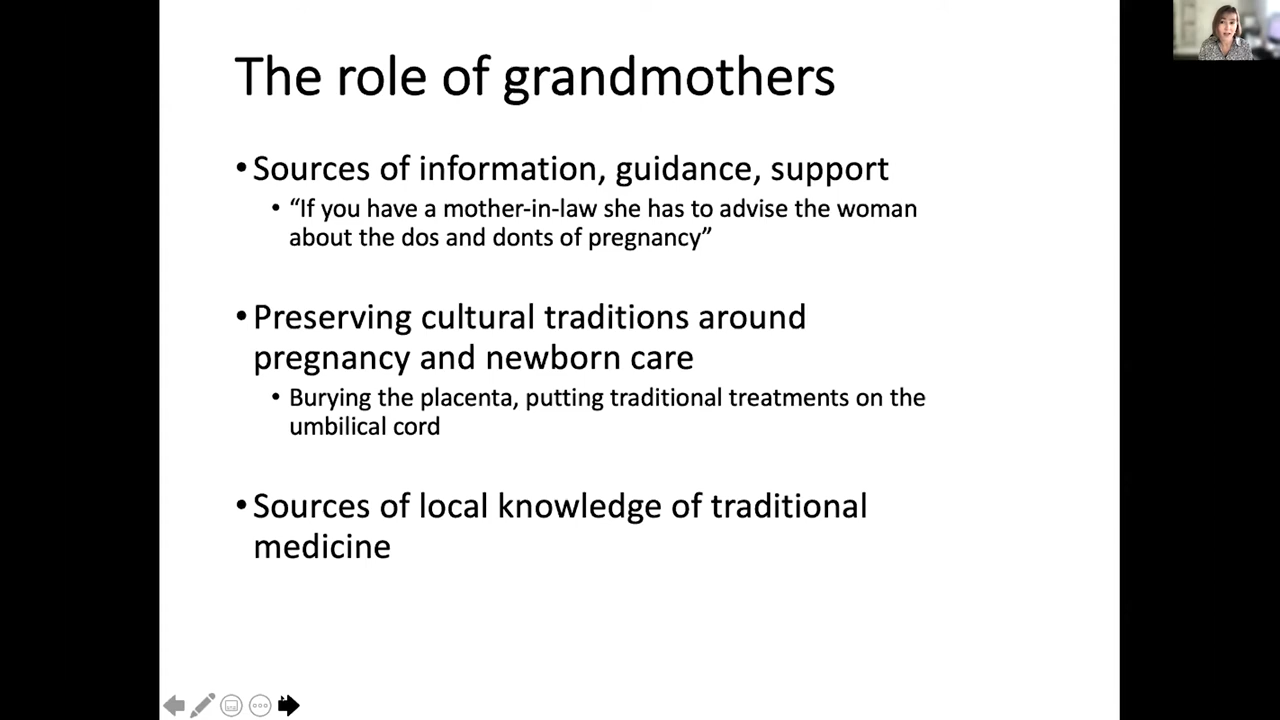 The role of grandmothers
• Sources of information, guidance, support
• “If you have a mother-in-law she has to advise the woman
about the dos and donts of pregnancy”
• Preserving cultural traditions around
pregnancy and newborn care
• Burying the placenta, putting traditional treatments on the
umbilical cord
• Sources of local knowledge of traditional
medicine